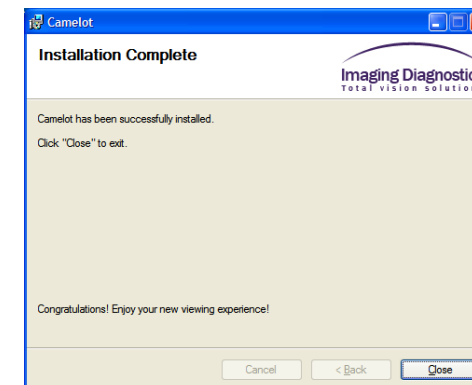 Camelot
Installation Complete
Imaging Diagnostic
Total vision solution
Camelot has been successfully installed.
Click "Close" to exit.
Congratulations! Enjoy your new viewing experience!
Cancel
< Back
Close